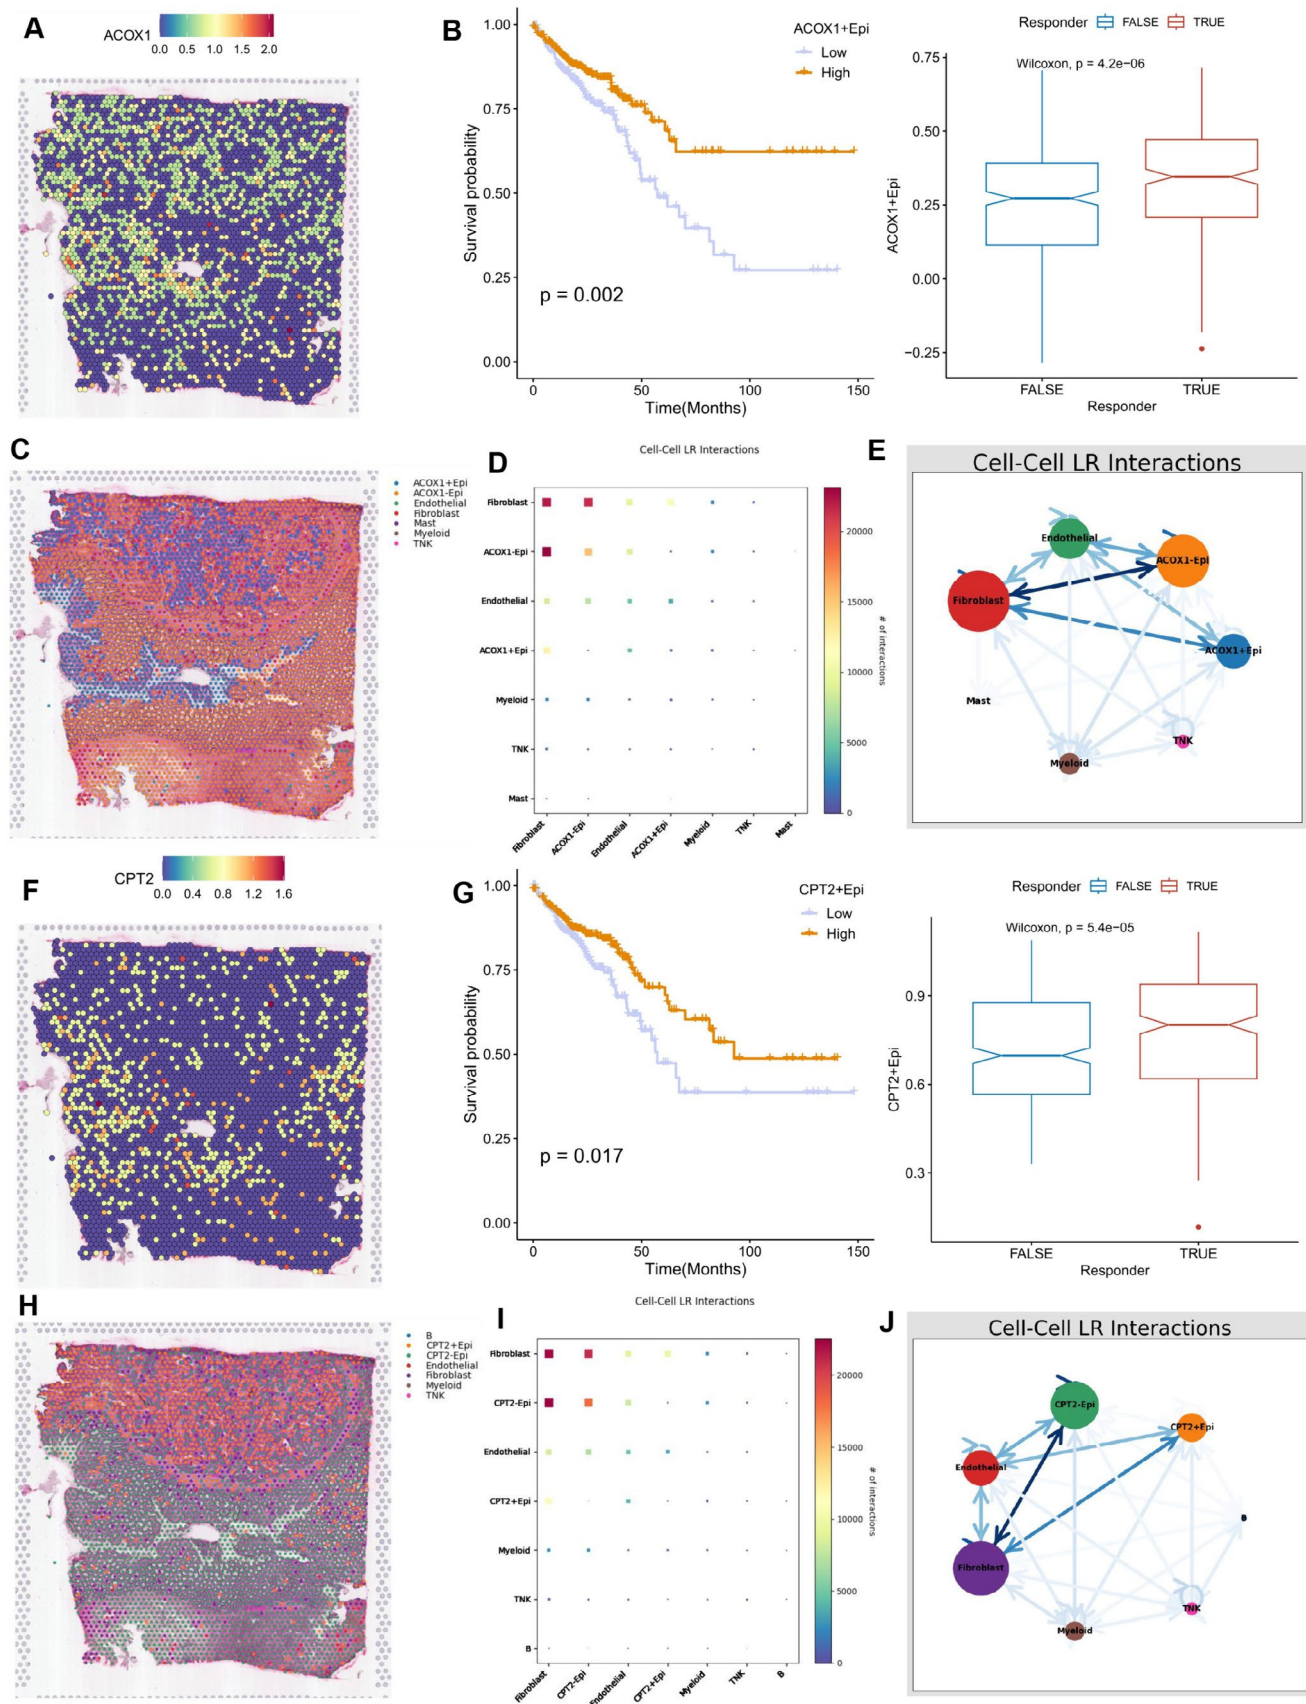 A
ACOX1
0.0 0.5 1.0 1.5 2.0
B
ACOX1+Epi
Low
High
Survival probability
1.00
0.75
0.50
0.25
0.00
p = 0.002
0 50 100 150
Time(Months)
Responder FALSE TRUE
Wilcoxon, p = 4.2e−06
ACOX1+Epi
0.75
0.50
0.25
0.00
−0.25
FALSE TRUE
Responder
C
ACOX1+Epi
ACOX1-Epi
Endothelial
Fibroblast
Mast
Myeloid
TNK
D
Cell-Cell LR Interactions
Fibroblast
ACOX1-Epi
Endothelial
ACOX1+Epi
Myeloid
TNK
Mast
Fibroblast ACOX1-Epi Endothelial ACOX1+Epi Myeloid TNK Mast
20000
15000
10000
5000
0
# of interactions
E
Cell-Cell LR Interactions
Endothelial
ACOX1-Epi
Fibroblast
ACOX1+Epi
Mast
TNK
Myeloid
F
CPT2
0.0 0.4 0.8 1.2 1.6
G
CPT2+Epi
Low
High
Survival probability
1.00
0.75
0.50
0.25
0.00
p = 0.017
0 50 100 150
Time(Months)
Responder FALSE TRUE
Wilcoxon, p = 5.4e−05
CPT2+Epi
0.9
0.6
0.3
FALSE TRUE
Responder
H
B
CPT2+Epi
CPT2-Epi
Endothelial
Fibroblast
Myeloid
TNK
I
Cell-Cell LR Interactions
Fibroblast
CPT2-Epi
Endothelial
CPT2+Epi
Myeloid
TNK
B
Fibroblast CPT2-Epi Endothelial CPT2+Epi Myeloid TNK B
20000
15000
10000
5000
0
# of interactions
J
Cell-Cell LR Interactions
CPT2-Epi
CPT2+Epi
Endothelial
B
Fibroblast
TNK
Myeloid